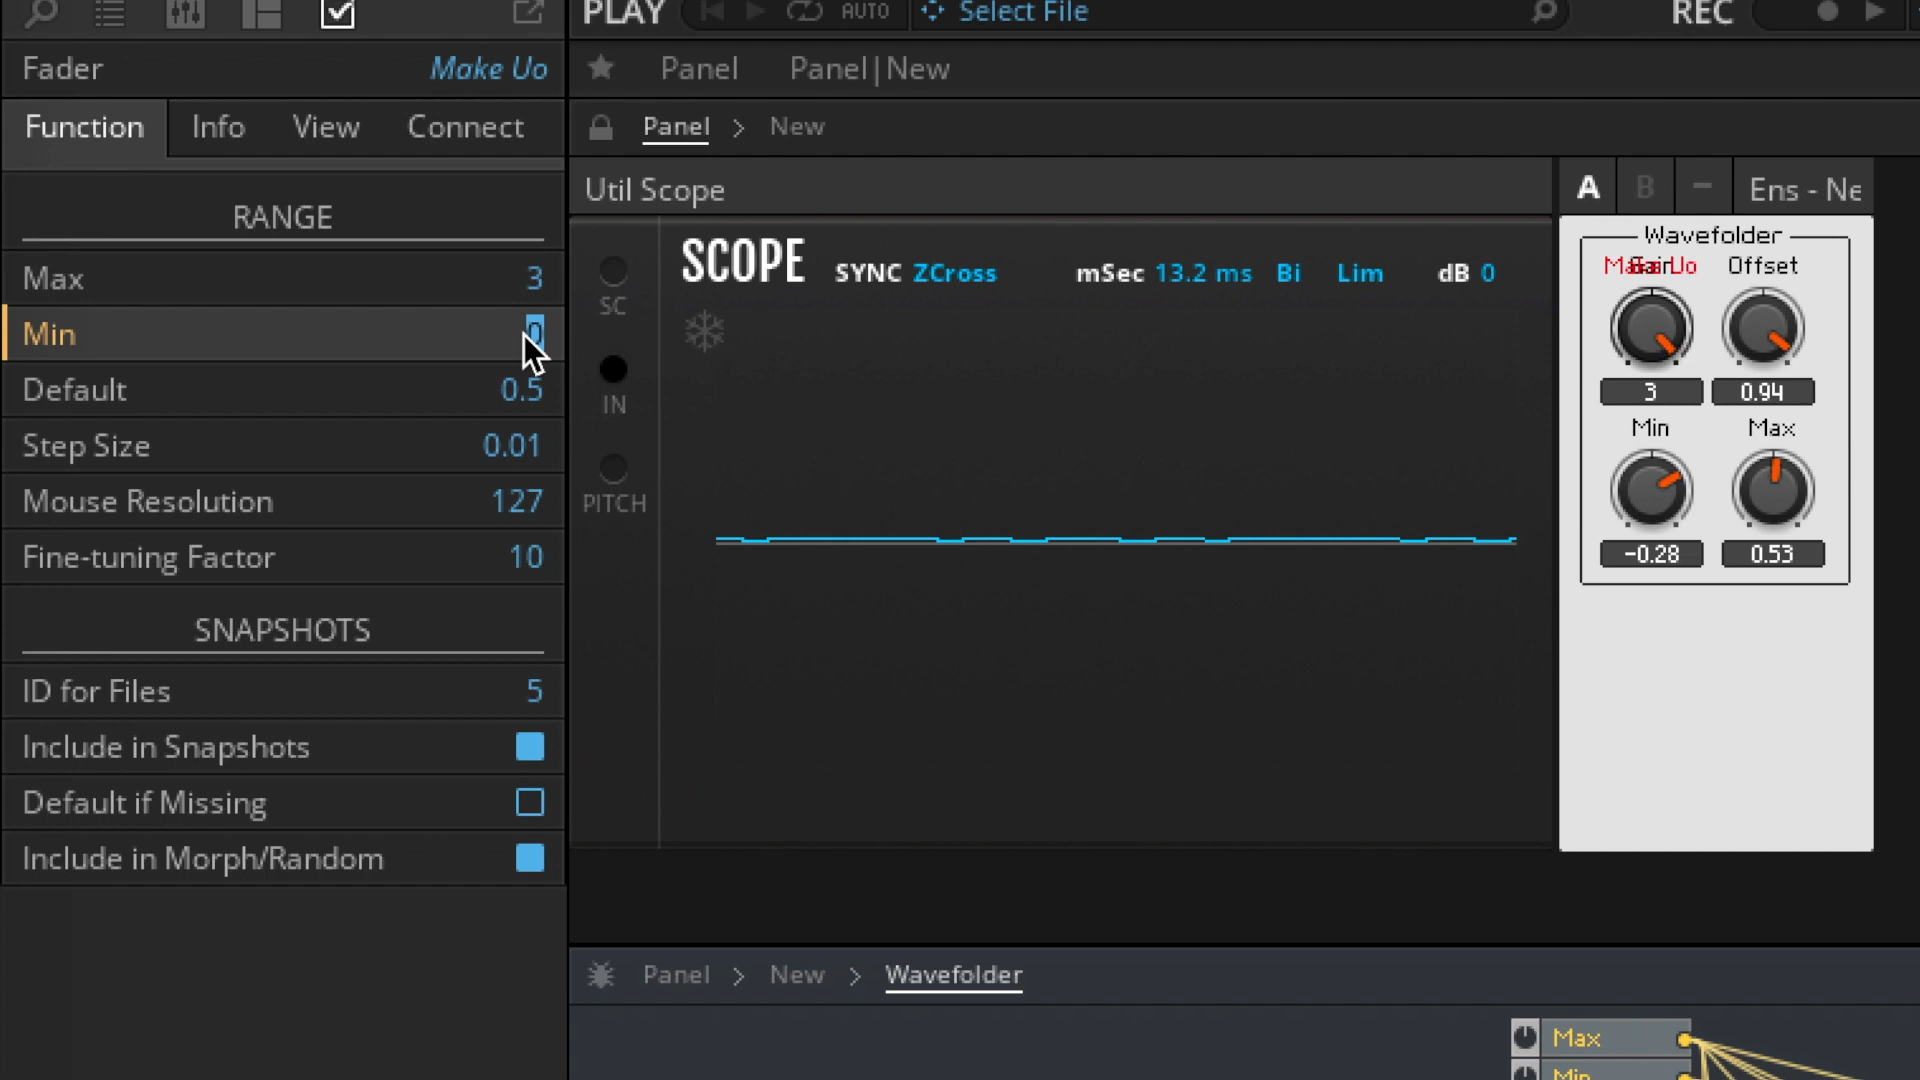 PLAY AUTO Select File REC
Fader Make Uo
Panel Panel|New
Function Info View Connect
Panel > New
RANGE
Max 3
Min 0
Default 0.5
Step Size 0.01
Mouse Resolution 127
Fine-tuning Factor 10
SNAPSHOTS
ID for Files 5
Include in Snapshots
Default if Missing
Include in Morph/Random
Util Scope
A B – Ens - Ne
SCOPE SYNC ZCross mSec 13.2 ms Bi Lim dB 0
SC
IN
PITCH
Wavefolder
Offset
3 0.94
Min Max
-0.28 0.53
Panel > New > Wavefolder
Max
Min